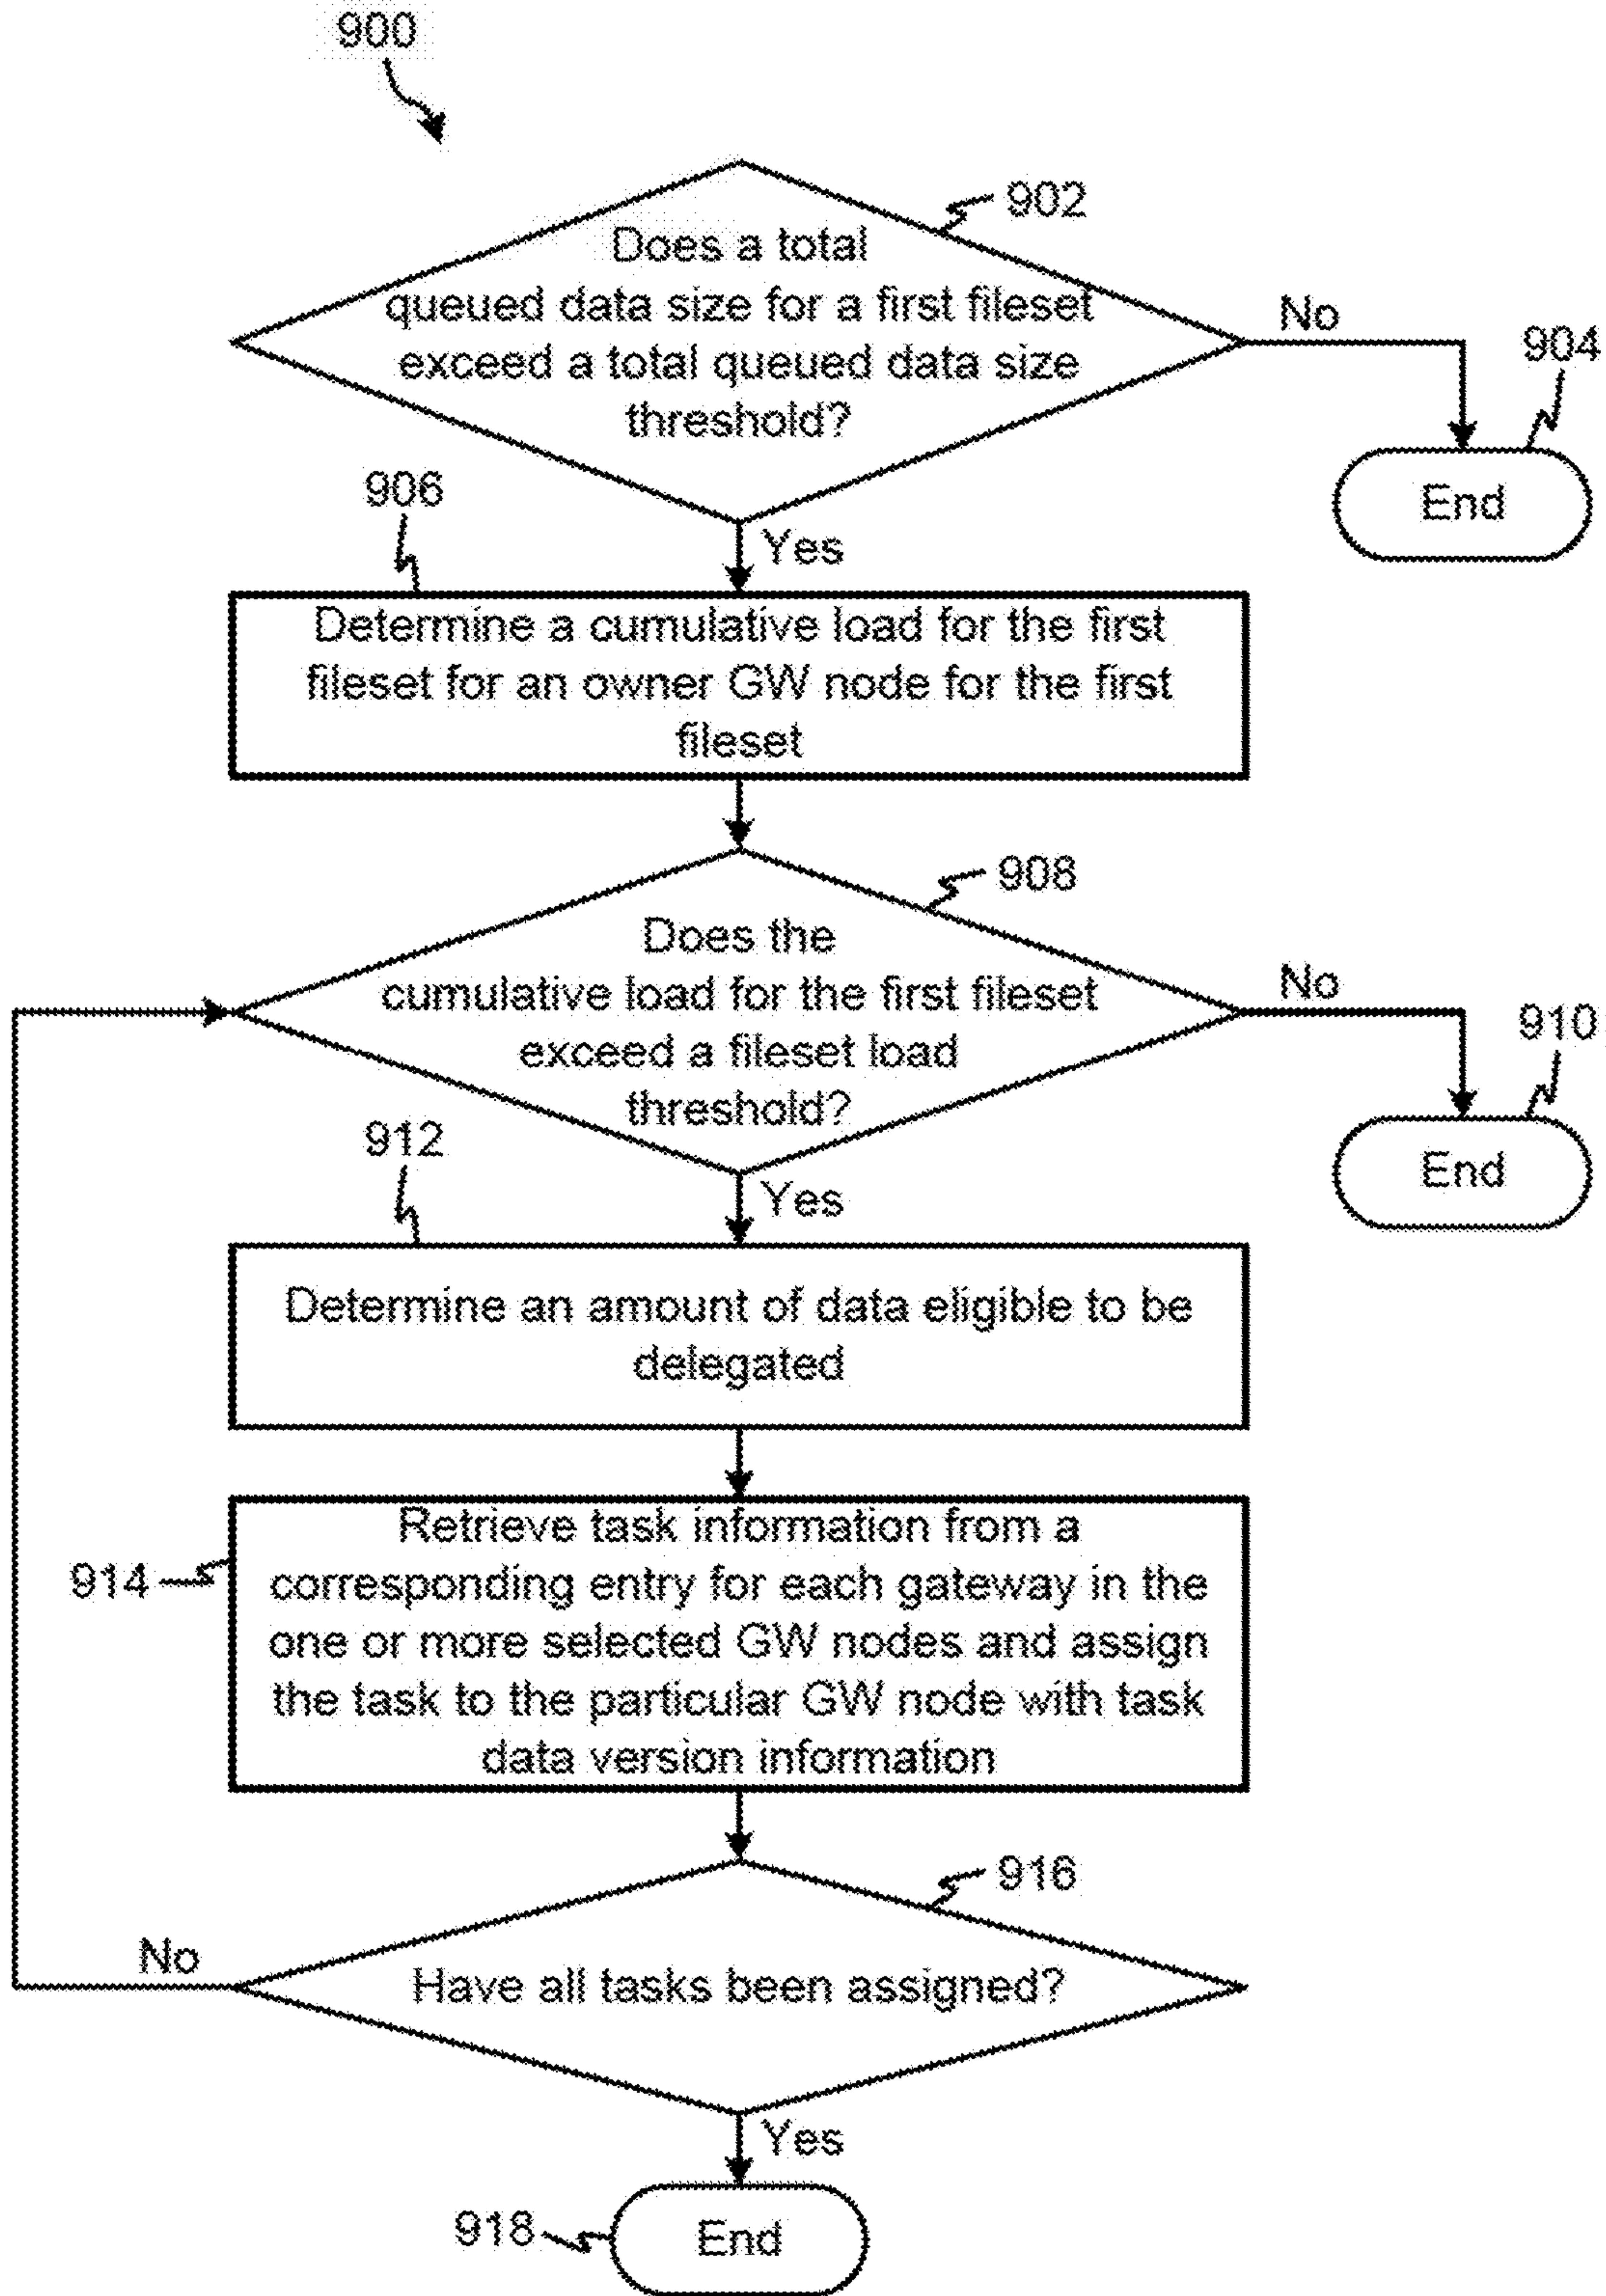 900
902
Does a total
queued data size for a first fileset
exceed a total queued data size
threshold?
No
904
End
906
Yes
Determine a cumulative load for the first
fileset for an owner GW node for the first
fileset
908
Does the
cumulative load for the first fileset
exceed a fileset load
threshold?
No
910
End
912
Yes
Determine an amount of data eligible to be
delegated
914
Retrieve task information from a
corresponding entry for each gateway in the
one or more selected GW nodes and assign
the task to the particular GW node with task
data version information
916
No
Have all tasks been assigned?
Yes
918
End